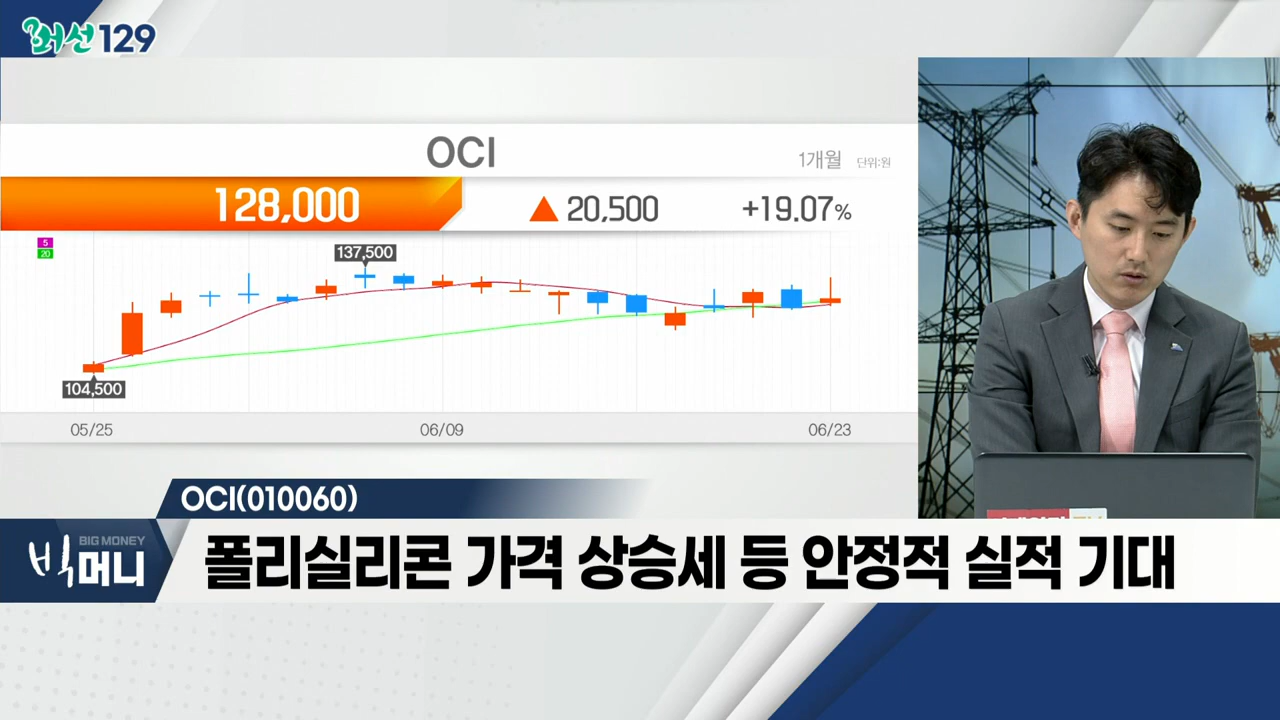 머선129
OCI
1개월 단위:원
128,000 ▲ 20,500 +19.07%
5
20
137,500
104,500
05/25 06/09 06/23
OCI(010060)
BIG MONEY
빅머니
폴리실리콘 가격 상승세 등 안정적 실적 기대